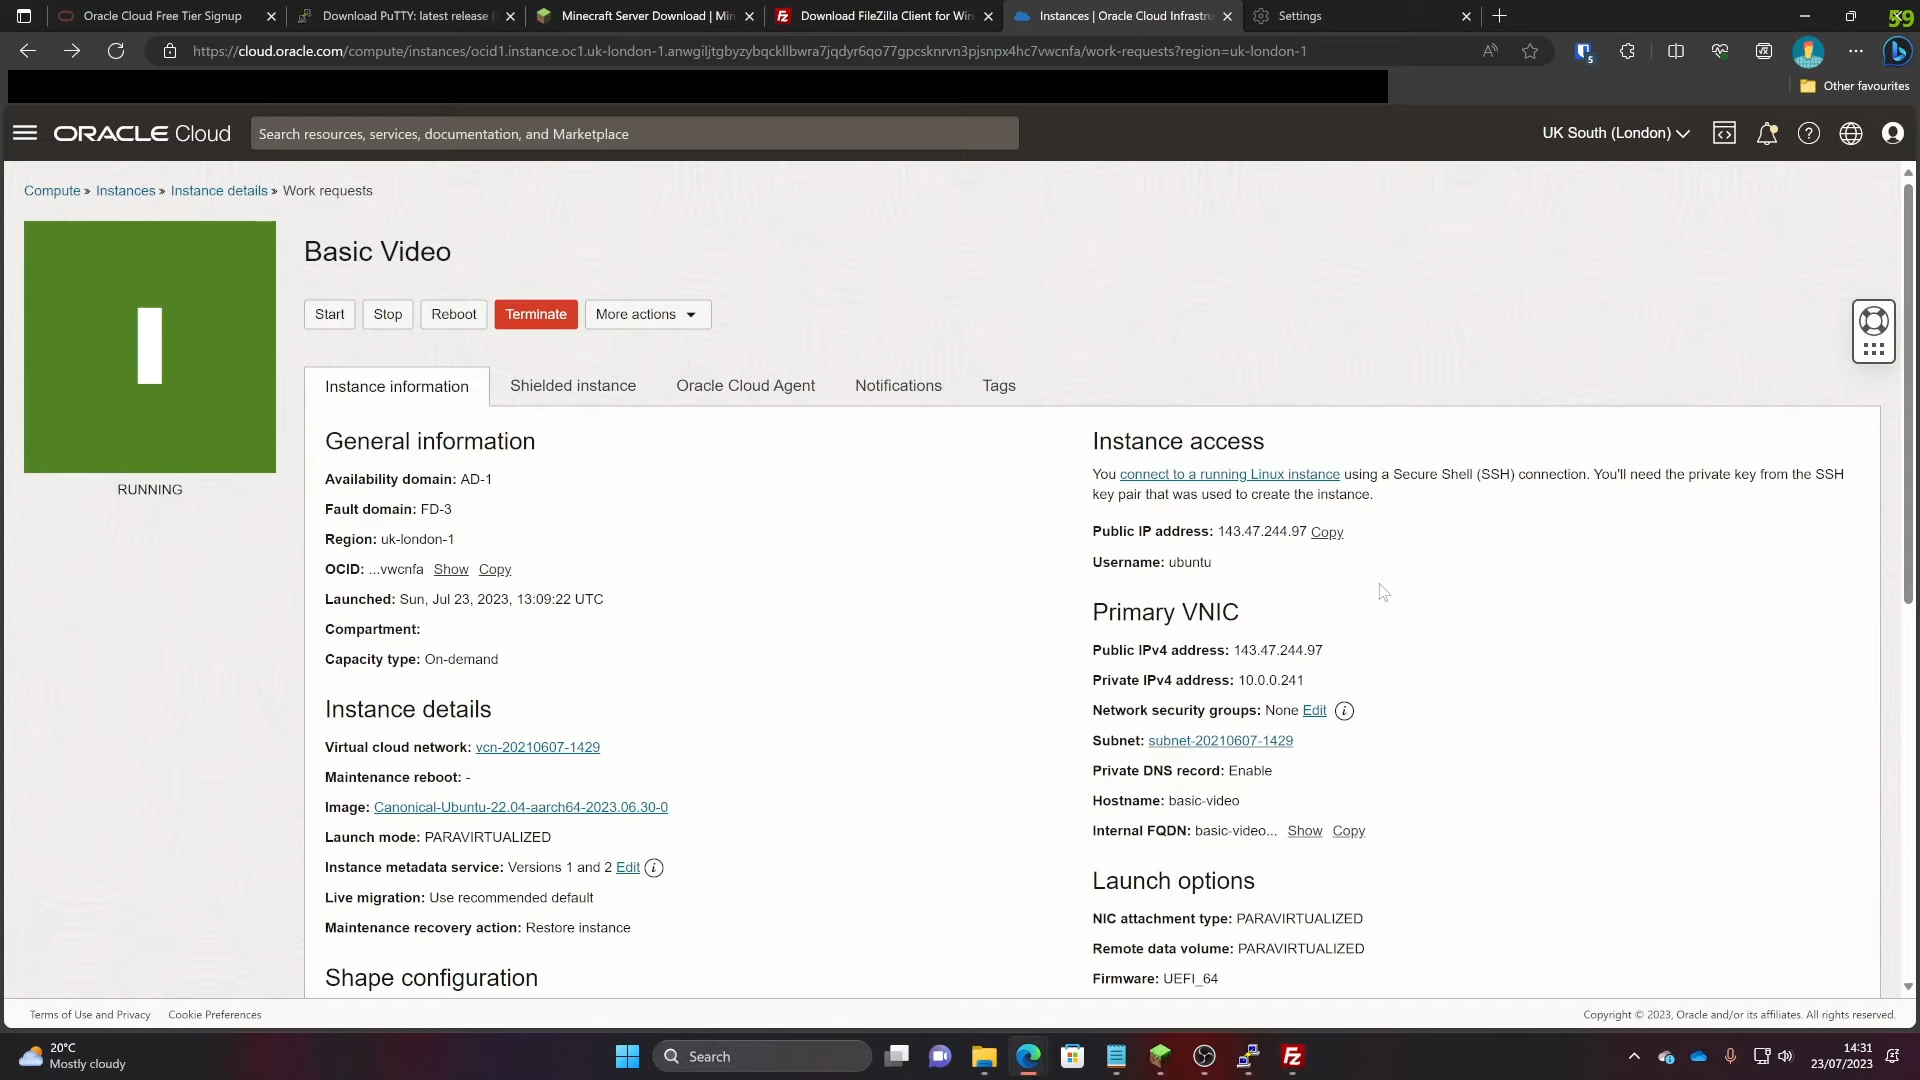 Oracle Cloud Free Tier Signup
Download PuTTY: latest release (
Minecraft Server Download | Min
Download FileZilla Client for Win
Instances | Oracle Cloud Infrastru
Settings
59
https://cloud.oracle.com/compute/instances/ocid1.instance.oc1.uk-london-1.anwgiljtgbyzybqckllbwra7jqdyr6qo77gpcsknrvn3pjsnpx4hc7vwcnfa/work-requests?region=uk-london-1
5
Other favourites
ORACLE Cloud
Search resources, services, documentation, and Marketplace
UK South (London)
Compute » Instances » Instance details » Work requests
Basic Video
Start
Stop
Reboot
Terminate
More actions
RUNNING
Instance information
Shielded instance
Oracle Cloud Agent
Notifications
Tags
General information
Availability domain: AD-1
Fault domain: FD-3
Region: uk-london-1
OCID: ...vwcnfa Show Copy
Launched: Sun, Jul 23, 2023, 13:09:22 UTC
Compartment:
Capacity type: On-demand
Instance details
Virtual cloud network: vcn-20210607-1429
Maintenance reboot: -
Image: Canonical-Ubuntu-22.04-aarch64-2023.06.30-0
Launch mode: PARAVIRTUALIZED
Instance metadata service: Versions 1 and 2 Edit
Live migration: Use recommended default
Maintenance recovery action: Restore instance
Shape configuration
Instance access
You connect to a running Linux instance using a Secure Shell (SSH) connection. You'll need the private key from the SSH
key pair that was used to create the instance.
Public IP address: 143.47.244.97 Copy
Username: ubuntu
Primary VNIC
Public IPv4 address: 143.47.244.97
Private IPv4 address: 10.0.0.241
Network security groups: None Edit
Subnet: subnet-20210607-1429
Private DNS record: Enable
Hostname: basic-video
Internal FQDN: basic-video... Show Copy
Launch options
NIC attachment type: PARAVIRTUALIZED
Remote data volume: PARAVIRTUALIZED
Firmware: UEFI_64
Terms of Use and Privacy
Cookie Preferences
Copyright © 2023, Oracle and/or its affiliates. All rights reserved.
20°C
Mostly cloudy
Search
14:31
23/07/2023